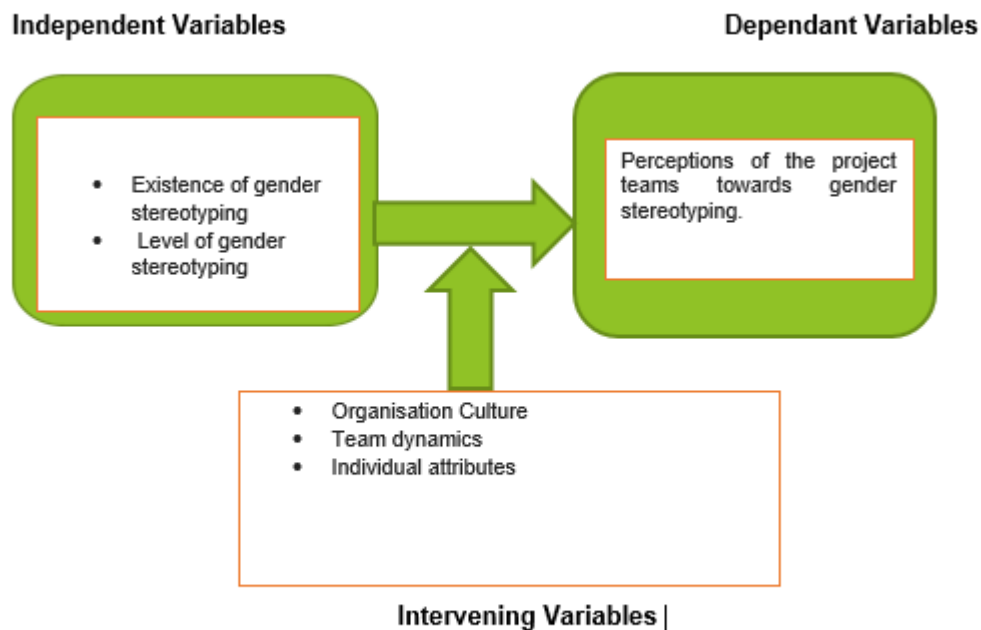 Independent Variables
Dependant Variables
• Existence of gender
stereotyping
• Level of gender
stereotyping
Perceptions of the project
teams towards gender
stereotyping.
• Organisation Culture
• Team dynamics
• Individual attributes
Intervening Variables